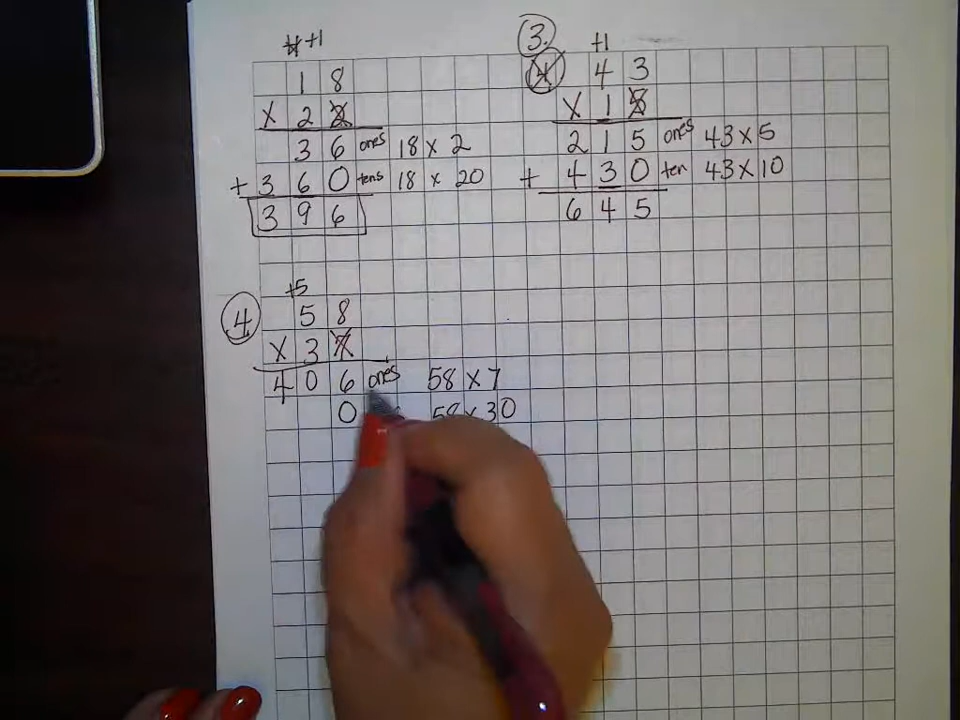 +1
1 8
x 2 2
3 6 ones 18 x 2
+ 3 6 0 tens 18 x 20
3 9 6
3.
+1
4 4 3
x 1 5
2 1 5 ones 43 x 5
+ 4 3 0 ten 43 x 10
6 4 5
4
+5
5 8
x 3 7
4 0 6 ones 58 x 7
0 58 x 30